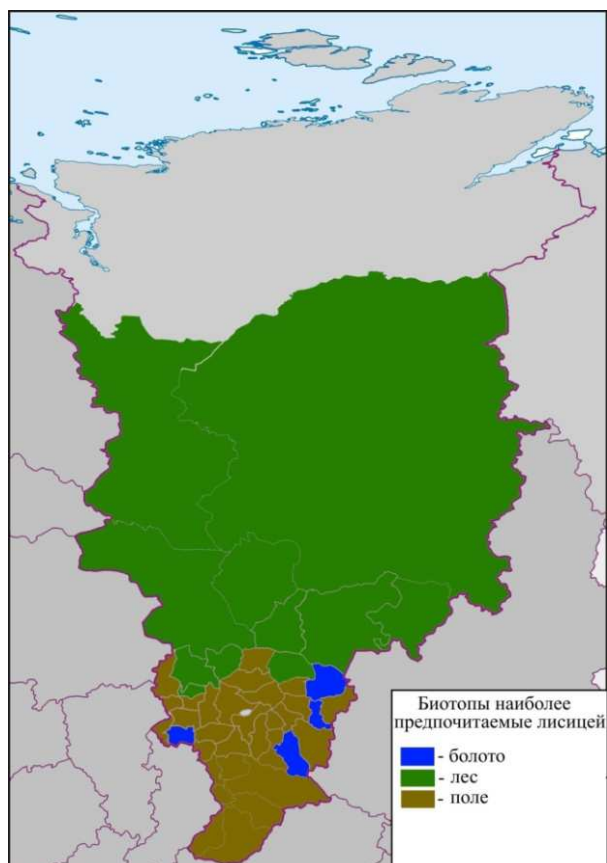 Биотопы наиболее
предпочитаемые лисицей
- болото
- лес
- поле